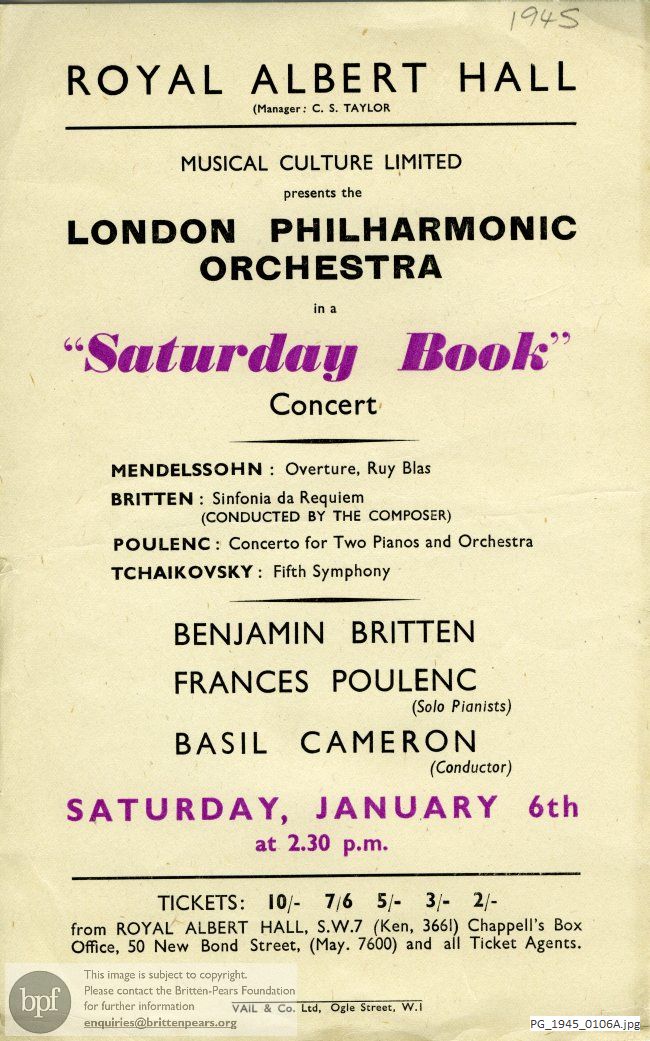 1945
ROYAL ALBERT HALL
(Manager: C. S. TAYLOR
MUSICAL CULTURE LIMITED
presents the
LONDON PHILHARMONIC
ORCHESTRA
in a
“Saturday Book”
Concert
MENDELSSOHN : Overture, Ruy Blas
BRITTEN : Sinfonia da Requiem
(CONDUCTED BY THE COMPOSER)
POULENC : Concerto for Two Pianos and Orchestra
TCHAIKOVSKY : Fifth Symphony
BENJAMIN BRITTEN
FRANCES POULENC
(Solo Pianists)
BASIL CAMERON
(Conductor)
SATURDAY, JANUARY 6th
at 2.30 p.m.
TICKETS: 10/- 7/6 5/- 3/- 2/-
from ROYAL ALBERT HALL, S.W.7 (Ken, 3661) Chappell's Box
Office, 50 New Bond Street, (May. 7600) and all Ticket Agents.
VAIL & Co. Ltd, Ogle Street, W.1
bpf
This image is subject to copyright.
Please contact the Britten-Pears Foundation
for further information
enquiries@brittenpears.org
PG_1945_0106A.jpg